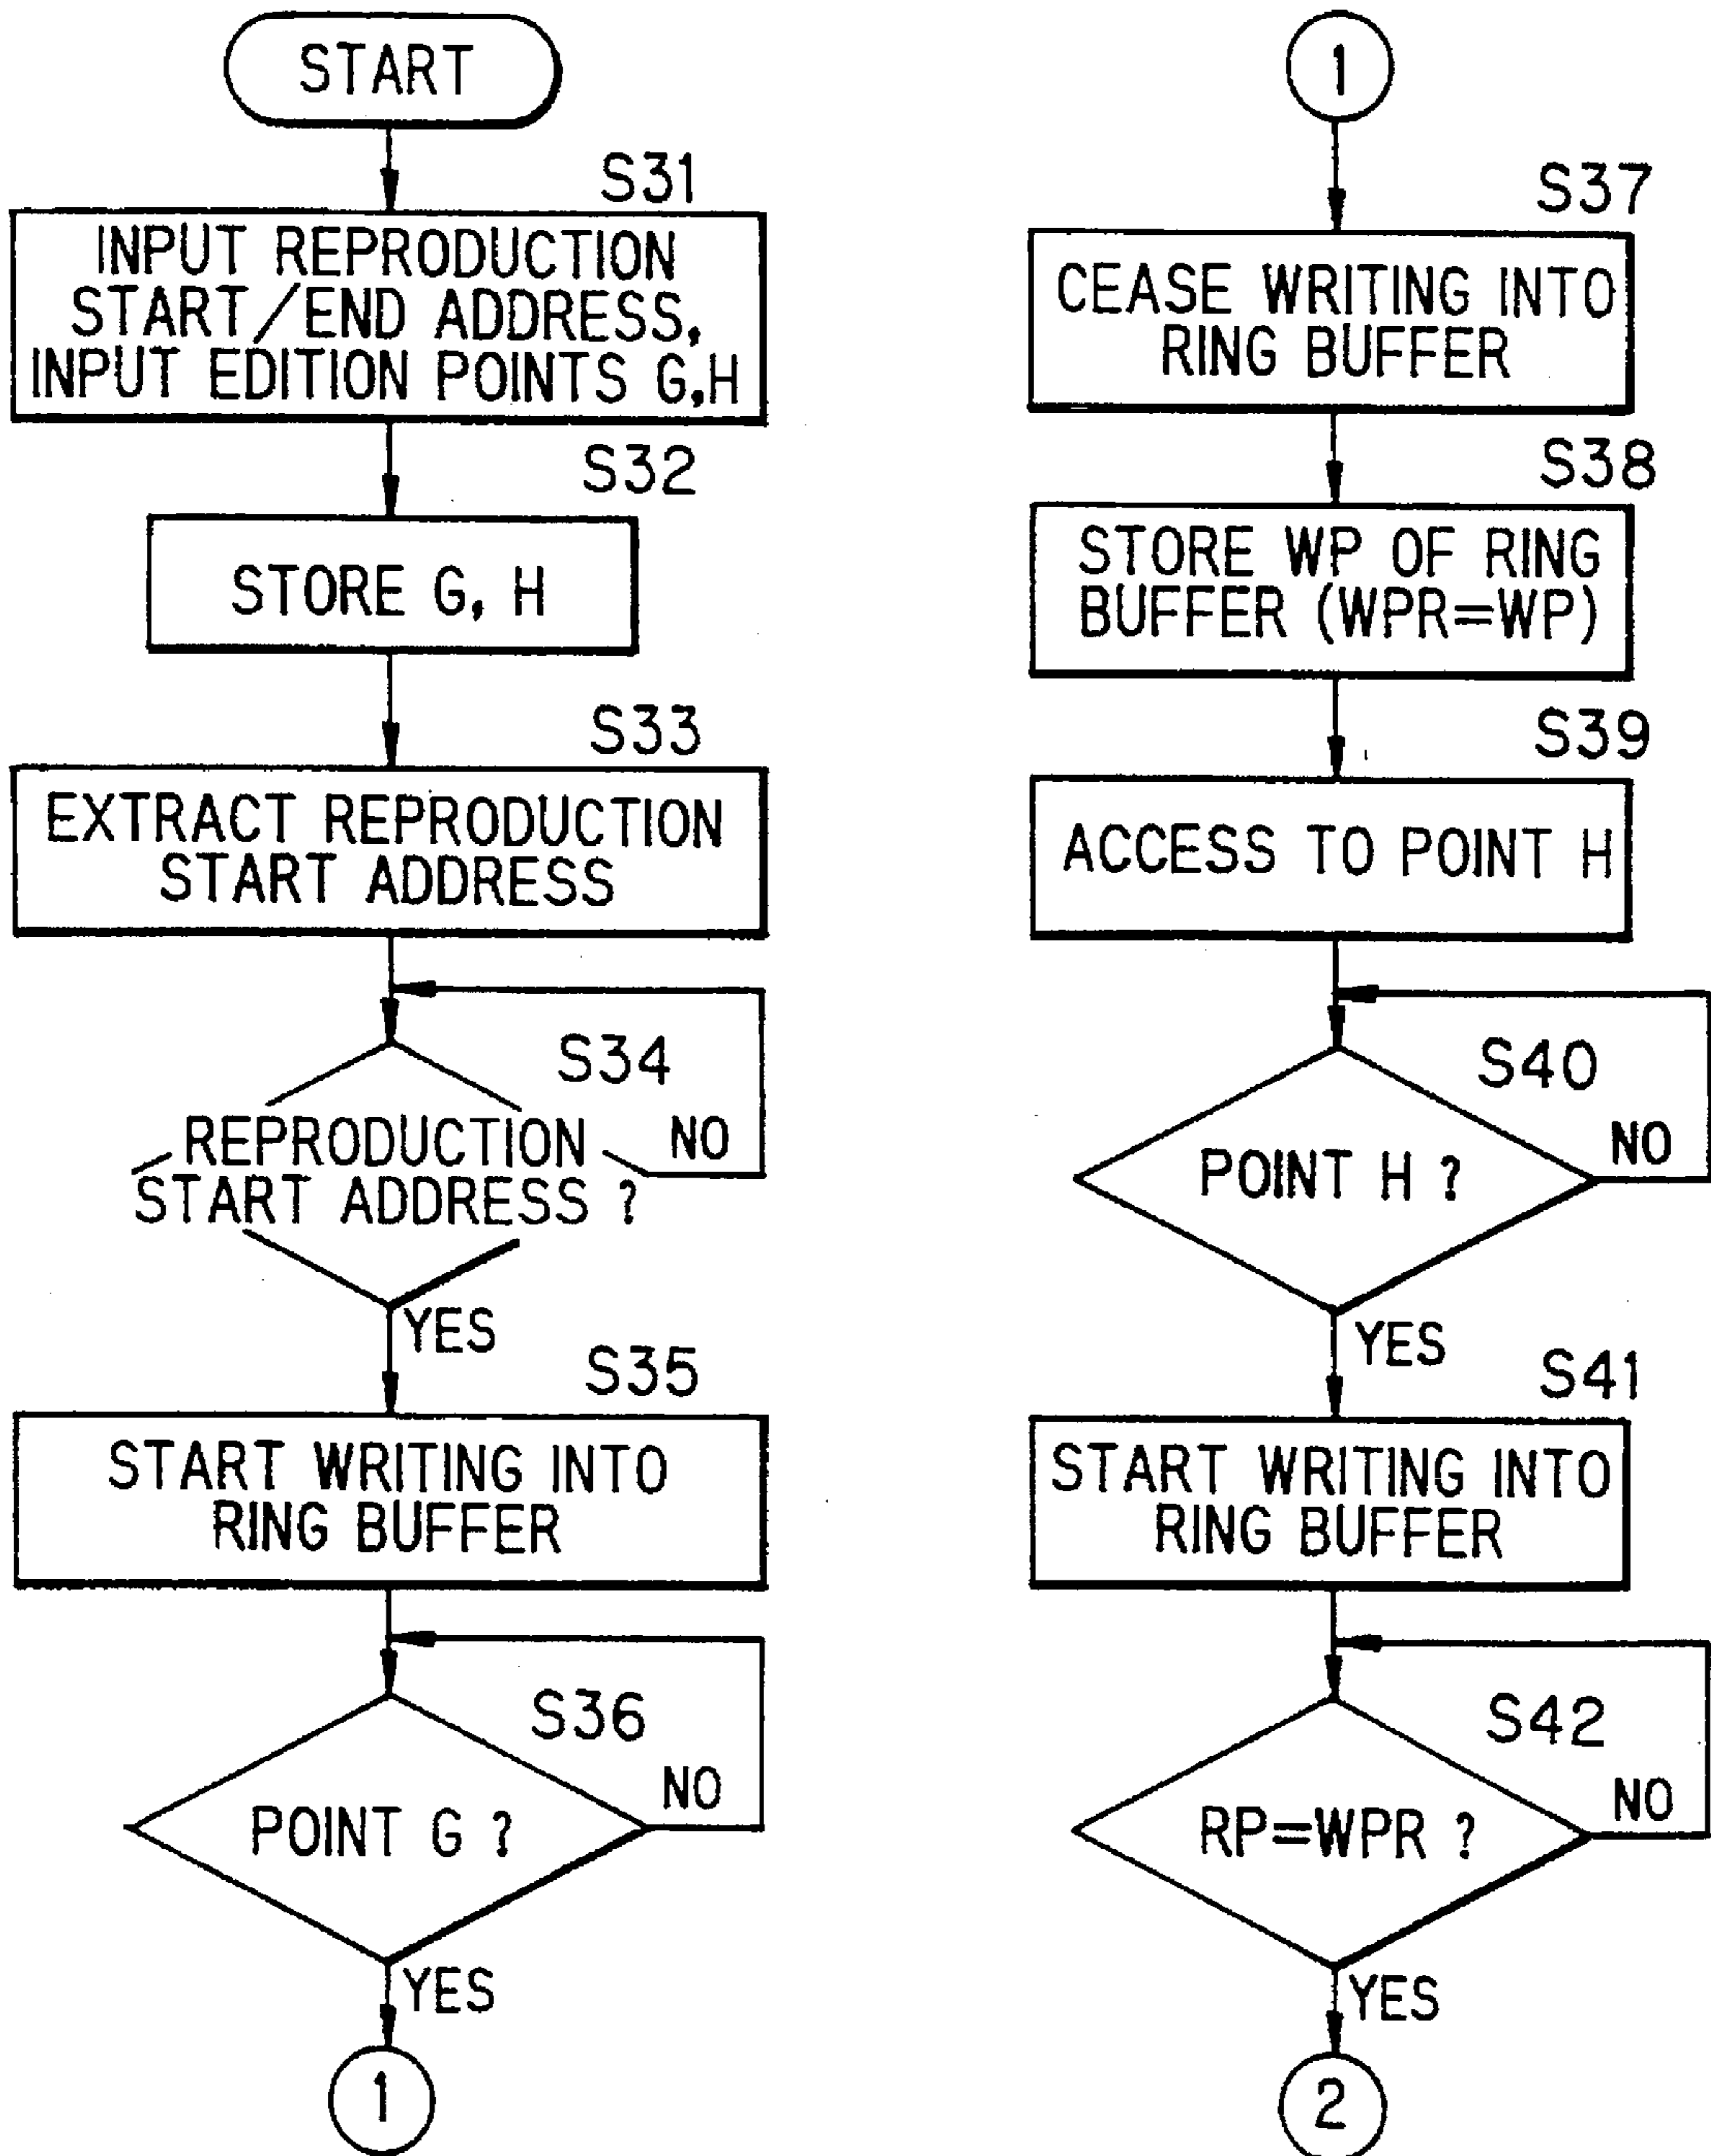 START
S31
INPUT REPRODUCTION
START/END ADDRESS,
INPUT EDITION POINTS G,H
S32
STORE G, H
S33
EXTRACT REPRODUCTION
START ADDRESS
S34
REPRODUCTION
START ADDRESS ?
NO
YES
S35
START WRITING INTO
RING BUFFER
S36
POINT G ?
NO
YES
1
1
S37
CEASE WRITING INTO
RING BUFFER
S38
STORE WP OF RING
BUFFER (WPR=WP)
S39
ACCESS TO POINT H
S40
POINT H ?
NO
YES
S41
START WRITING INTO
RING BUFFER
S42
RP=WPR ?
NO
YES
2